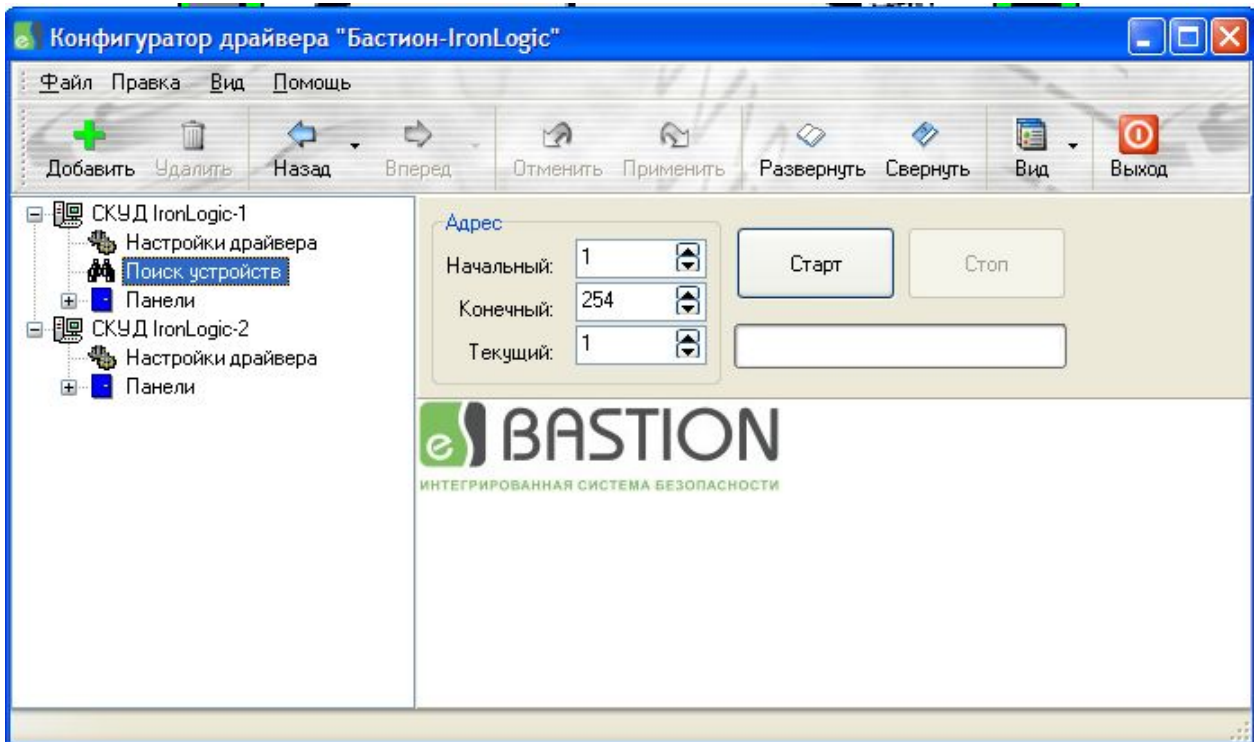 Конфигуратор драйвера "Бастион-IronLogic"
Файл Правка Вид Помощь
Добавить Удалить Назад Вперед Отменить Применить Развернуть Свернуть Вид Выход
СКУД IronLogic-1
Настройки драйвера
Поиск устройств
Панели
СКУД IronLogic-2
Настройки драйвера
Панели
Адрес
Начальный: 1
Конечный: 254
Текущий: 1
Старт Стоп
eS BASTION
ИНТЕГРИРОВАННАЯ СИСТЕМА БЕЗОПАСНОСТИ